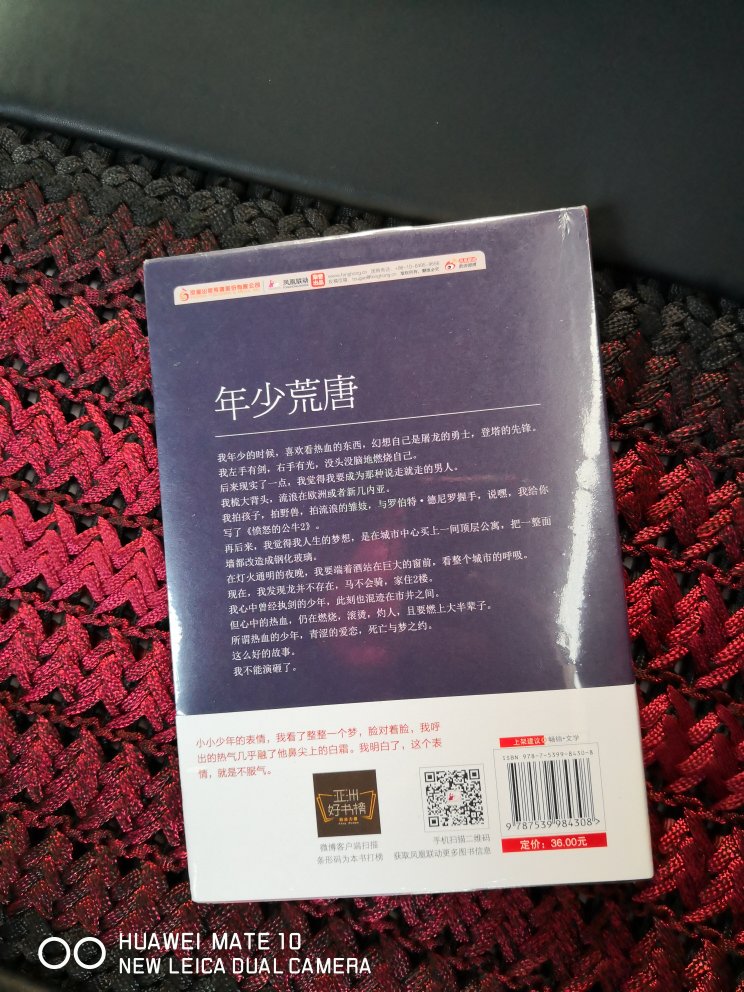 凤凰联动
年少荒唐
我年少的时候，喜欢看热血的东西，幻想自己是屠龙的勇士，登塔的先锋。
我左手有剑，右手有光，没头没脑地燃烧自己。
后来现实了一点，我觉得我要成为那种说走就走的男人。
我梳大背头，流浪在欧洲或者新几内亚。
我拍孩子，拍野兽，拍流浪的雏妓，与罗伯特·德尼罗握手，说嘿，我给你
写了《愤怒的公牛2》。
再后来，我觉得我人生的梦想，是在城市中心买上一间顶层公寓，把一整面
墙都改造成钢化玻璃。
在灯火通明的夜晚，我要端着酒站在巨大的窗前，看整个城市的呼吸。
现在，我发现龙并不存在，马不会骑，家住2楼。
我心中曾经执剑的少年，此刻也混迹在市井之间。
但心中的热血，仍在燃烧，滚烫，灼人，且要燃上大半辈子。
所谓热血的少年，青涩的爱恋，死亡与梦之约。
这么好的故事。
我不能演砸了。
小小少年的表情，我看了整整一个梦，脸对着脸，我呼
出的热气几乎融了他鼻尖上的白霜。我明白了，这个表
情，就是不服气。
亚洲
好书榜
微博客户端扫描
条形码为本书打榜
手机扫描二维码
获取凤凰联动更多图书信息
上架建议 畅销·文学
ISBN 978-7-5399-8430-8
9 787539 984308 >
定价：36.00元
HUAWEI MATE 10
NEW LEICA DUAL CAMERA